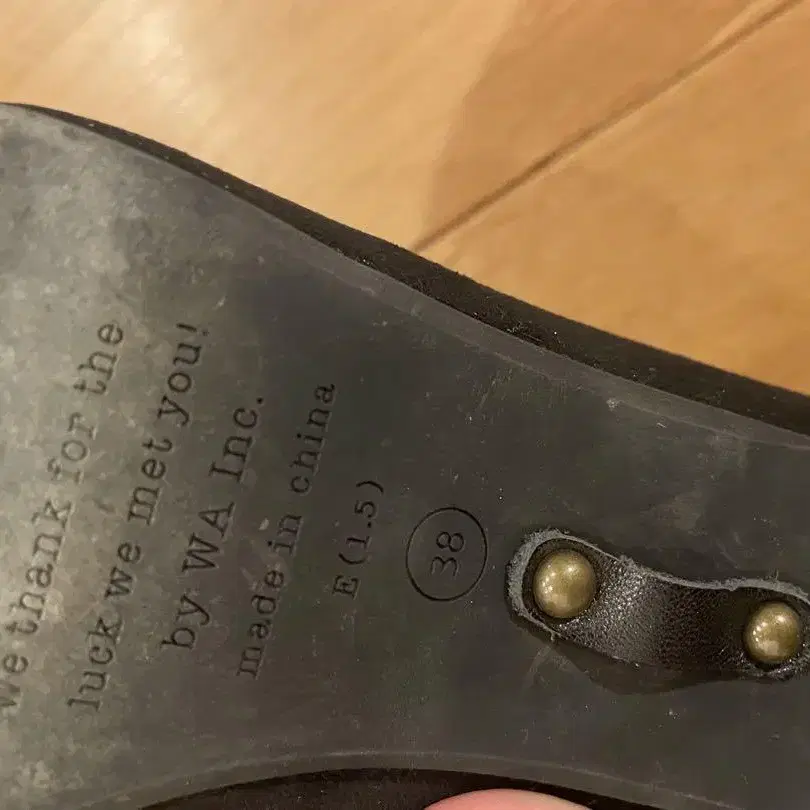 we thank for the
luck we met you!
by WA Inc.
made in china
E(1.5)
38